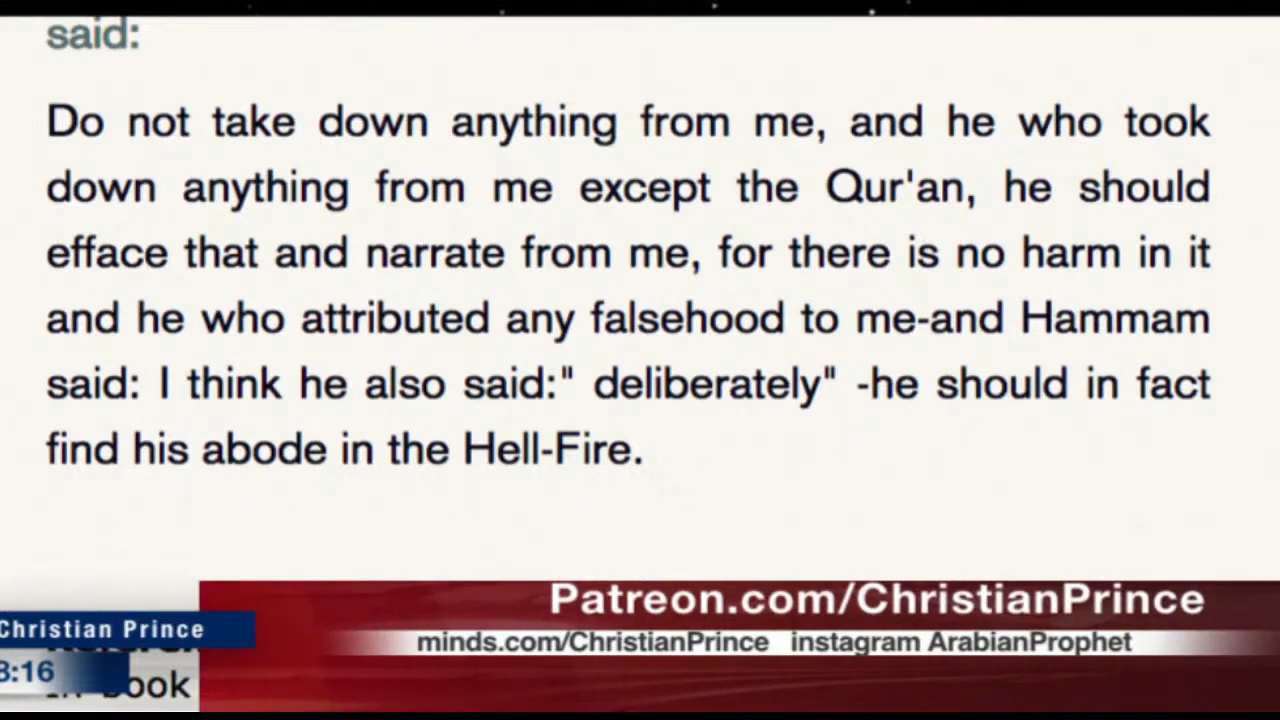 said:
Do not take down anything from me, and he who took
down anything from me except the Qur'an, he should
efface that and narrate from me, for there is no harm in it
and he who attributed any falsehood to me-and Hammam
said: I think he also said:" deliberately" -he should in fact
find his abode in the Hell-Fire.
Patreon.com/ChristianPrince
Christian Prince
minds.com/ChristianPrince instagram ArabianProphet
8:16